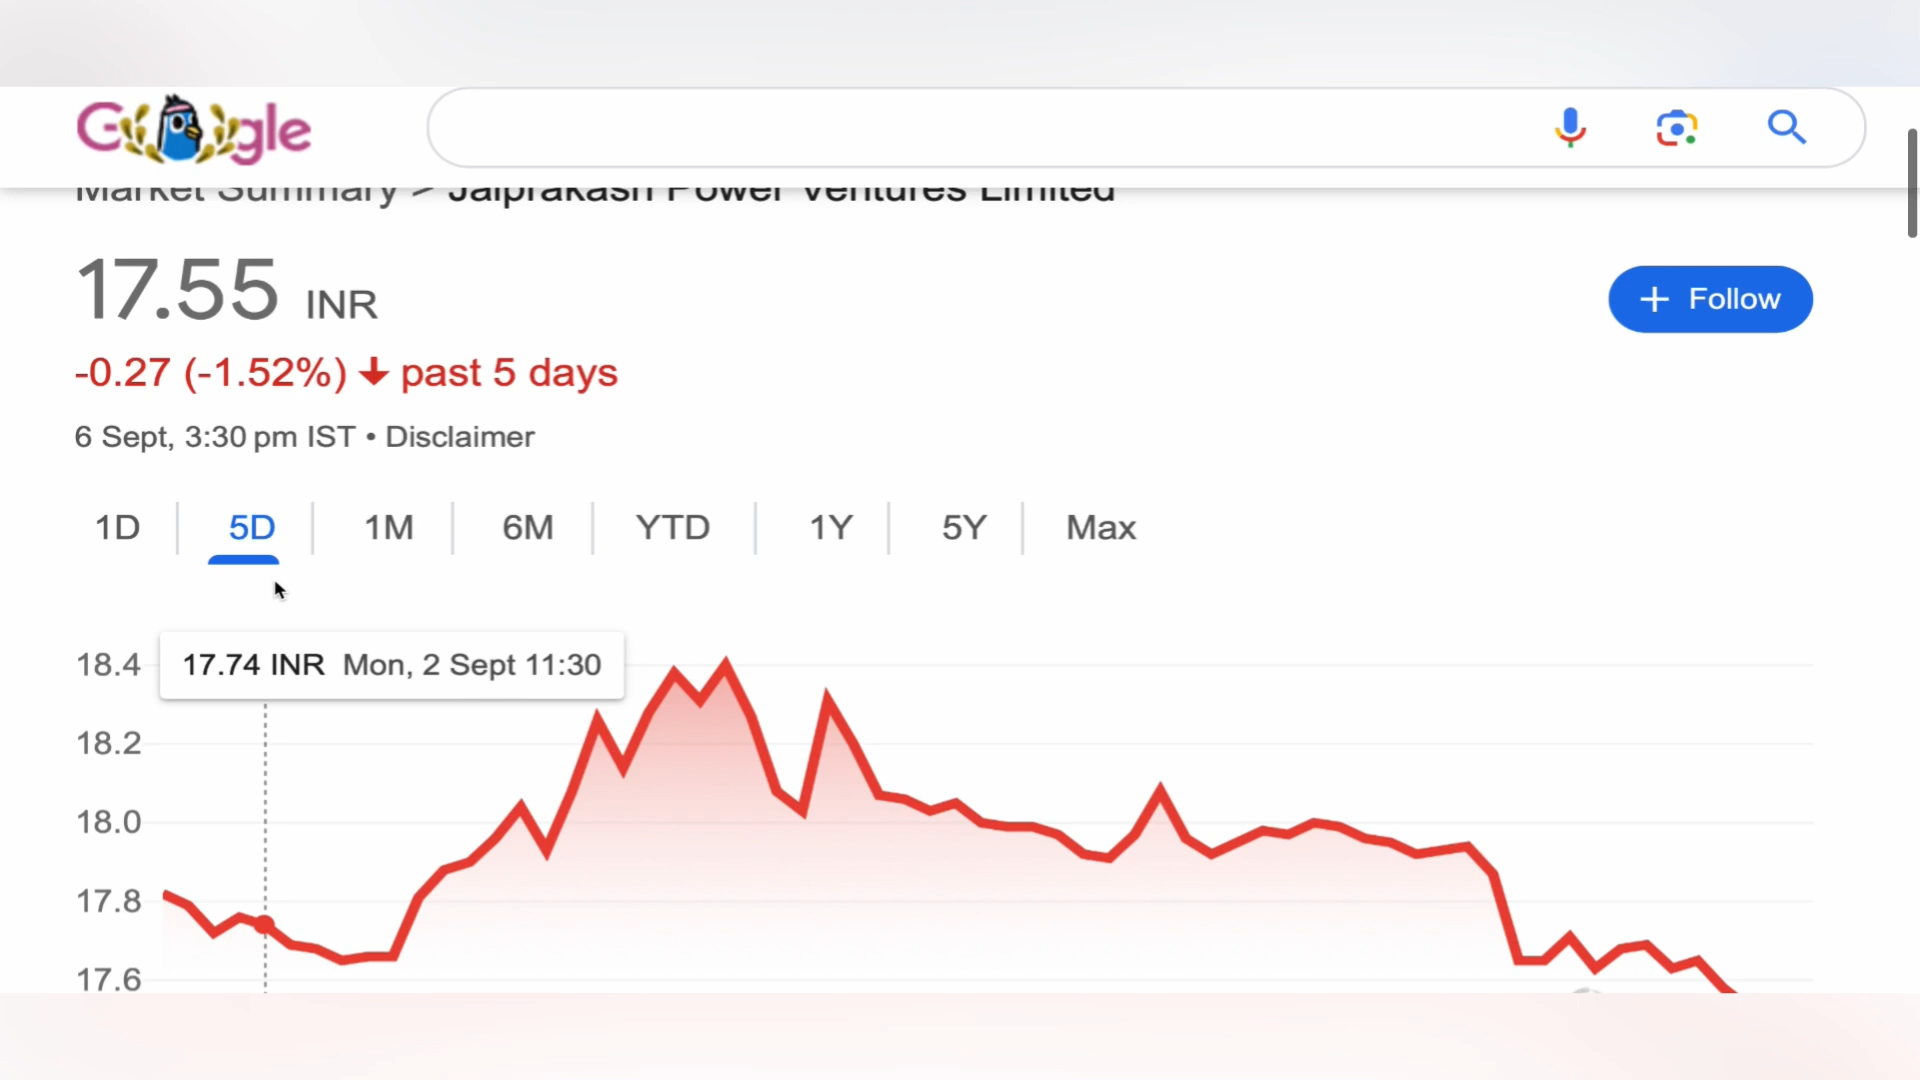 Google
Market Summary > Jaiprakash Power Ventures Limited
17.55 INR
+ Follow
-0.27 (-1.52%) ↓ past 5 days
6 Sept, 3:30 pm IST • Disclaimer
1D 5D 1M 6M YTD 1Y 5Y Max
17.74 INR Mon, 2 Sept 11:30
18.4
18.2
18.0
17.8
17.6